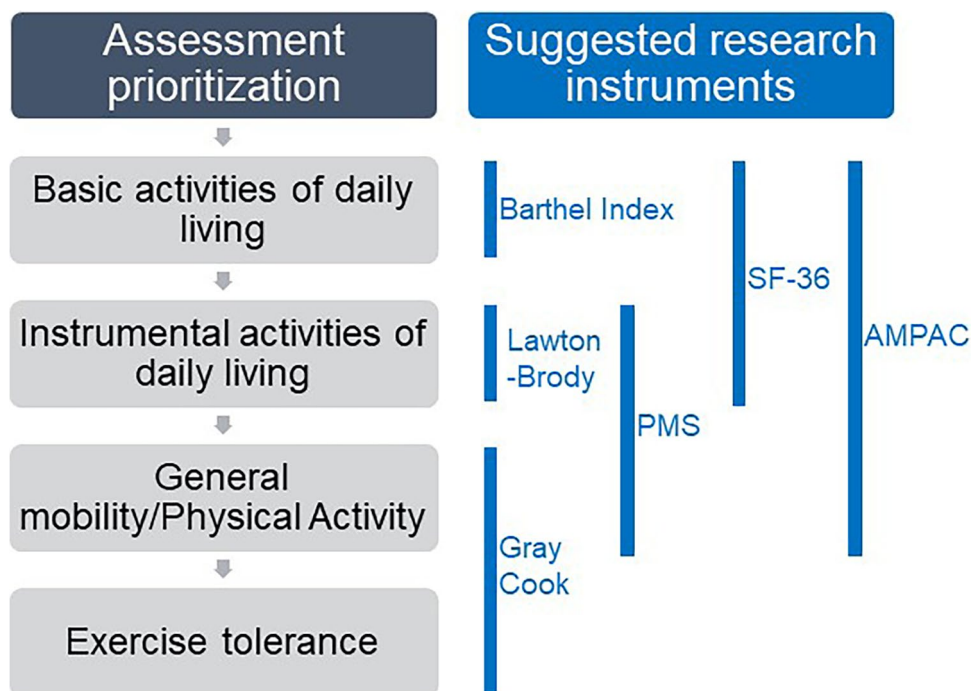 Assessment
prioritization
Suggested research
instruments
Basic activities of daily
living
Instrumental activities of
daily living
General
mobility/Physical Activity
Exercise tolerance
Barthel Index
Lawton
-Brody
Gray
Cook
PMS
SF-36
AMPAC